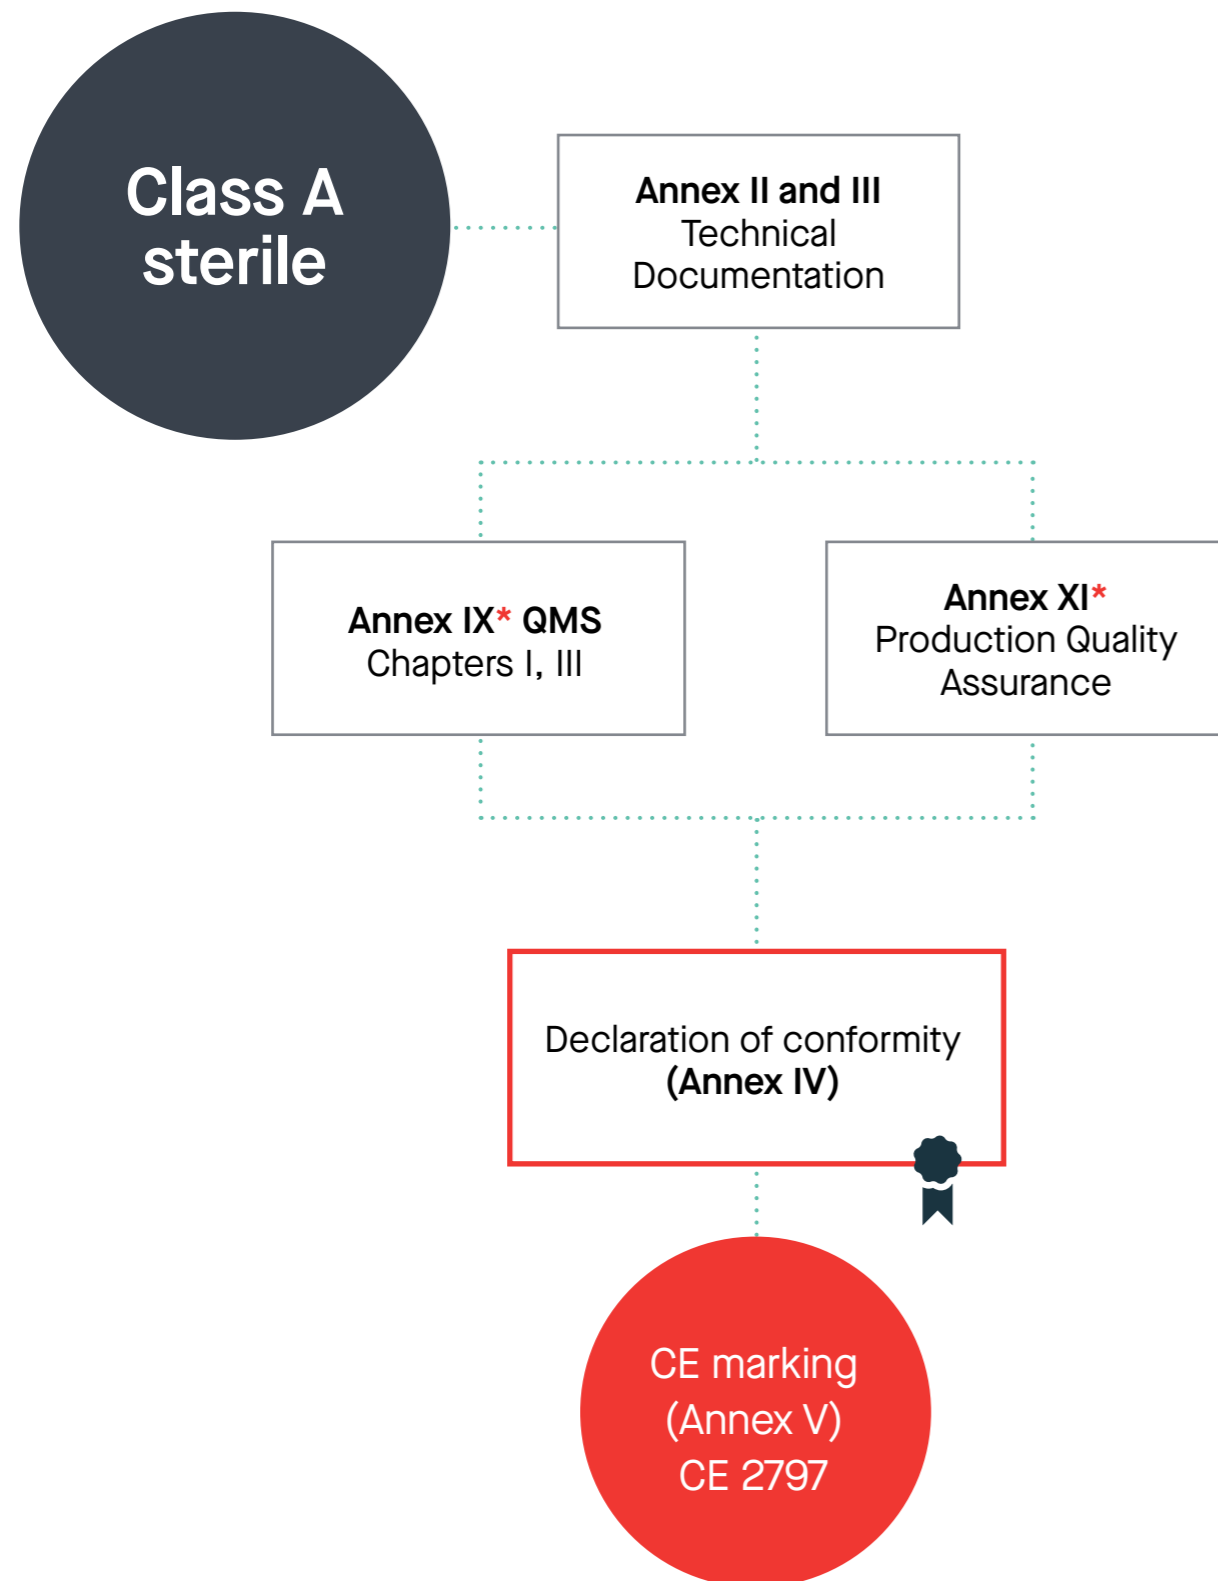 Class A
sterile
Annex II and III
Technical
Documentation
Annex IX* QMS
Chapters I, III
Annex XI*
Production Quality
Assurance
Declaration of conformity
(Annex IV)
CE marking
(Annex V)
CE 2797